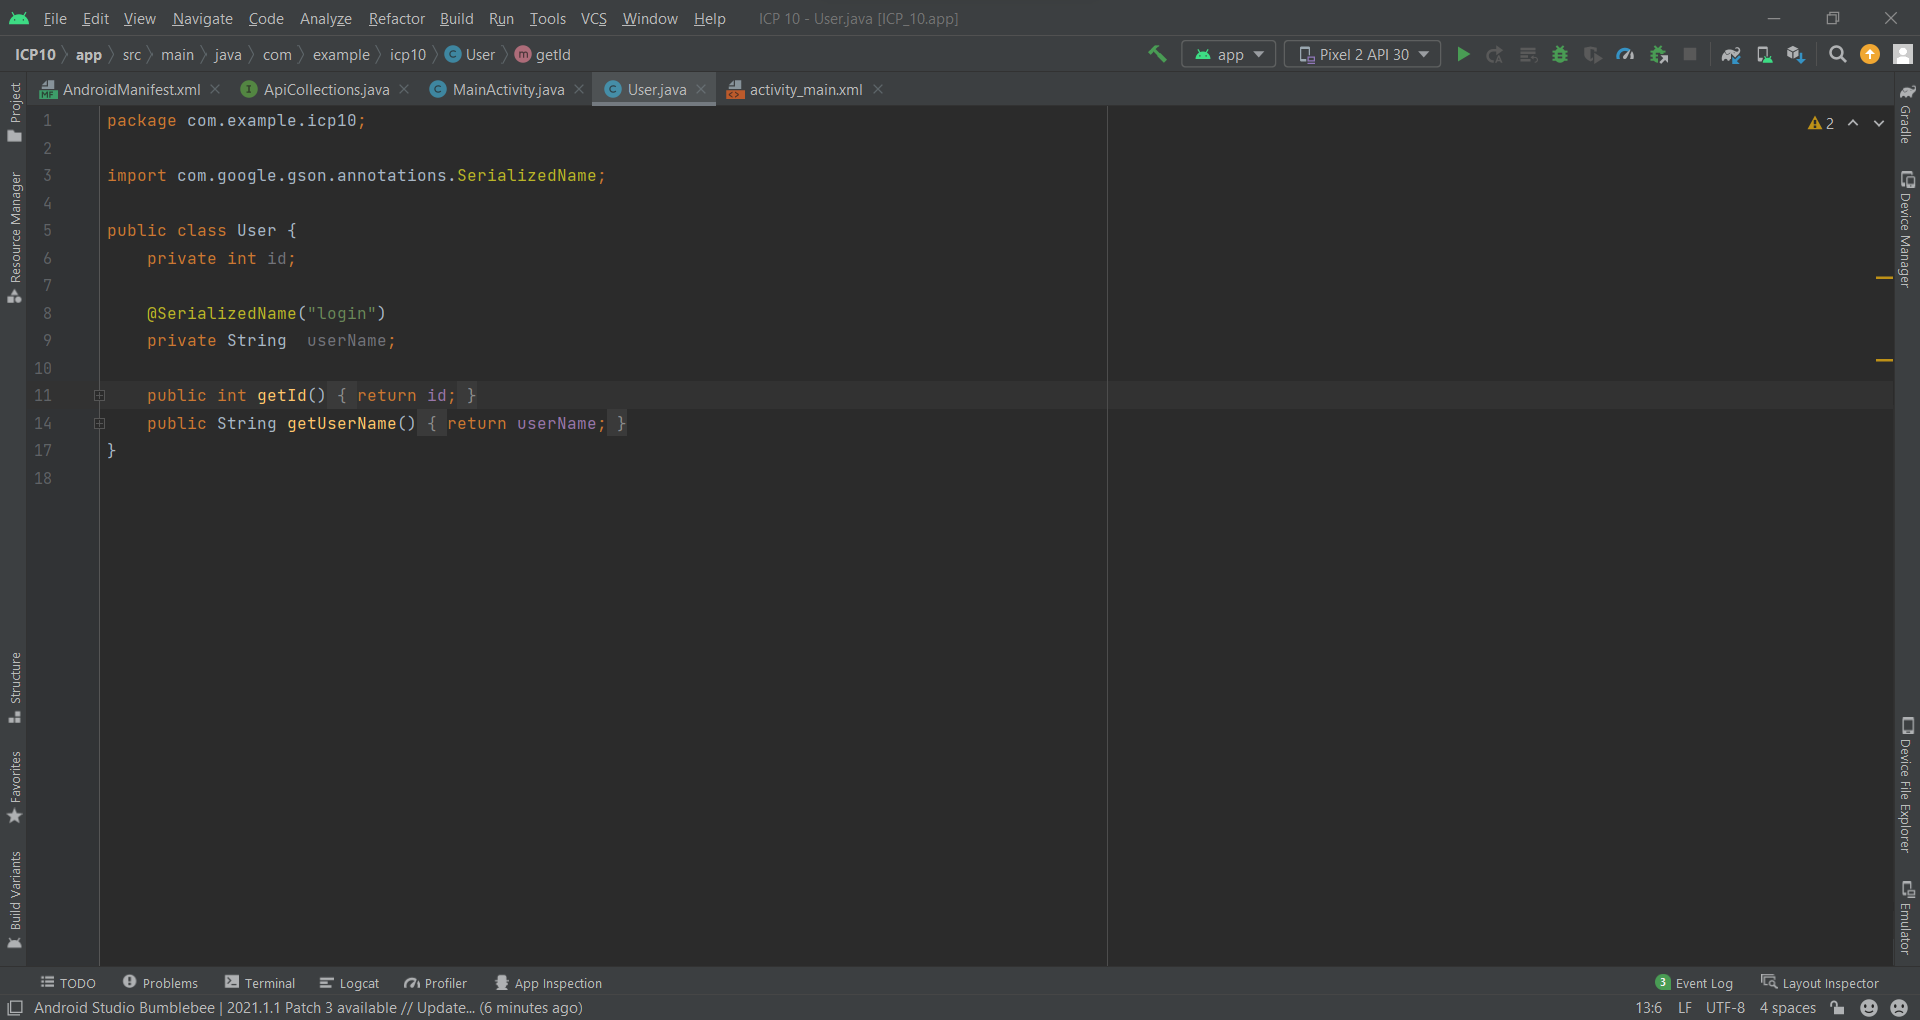 File Edit View Navigate Code Analyze Refactor Build Run Tools VCS Window Help ICP 10 - User.java [ICP_10.app]
ICP10 app src main java com example icp10 C User m getId app Pixel 2 API 30
AndroidManifest.xml I ApiCollections.java C MainActivity.java C User.java activity_main.xml
1 package com.example.icp10;
2
3 import com.google.gson.annotations.SerializedName;
4
5 public class User {
6 private int id;
7
8 @SerializedName("login")
9 private String  userName;
10
11 public int getId() { return id; }
14 public String getUserName() { return userName; }
17 }
18
2
Project
Resource Manager
Structure
Favorites
Build Variants
Gradle
Device Manager
Device File Explorer
Emulator
TODO Problems Terminal Logcat Profiler App Inspection 3 Event Log Layout Inspector
Android Studio Bumblebee | 2021.1.1 Patch 3 available // Update... (6 minutes ago) 13:6 LF UTF-8 4 spaces